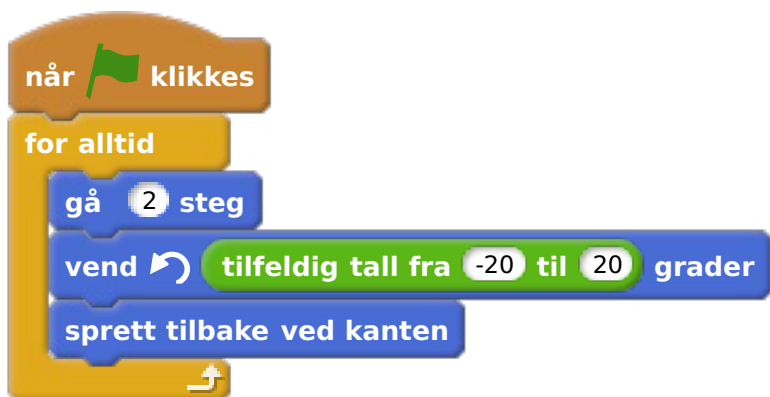 når klikkes
for alltid
gå 2 steg
vend tilfeldig tall fra -20 til 20 grader
sprett tilbake ved kanten